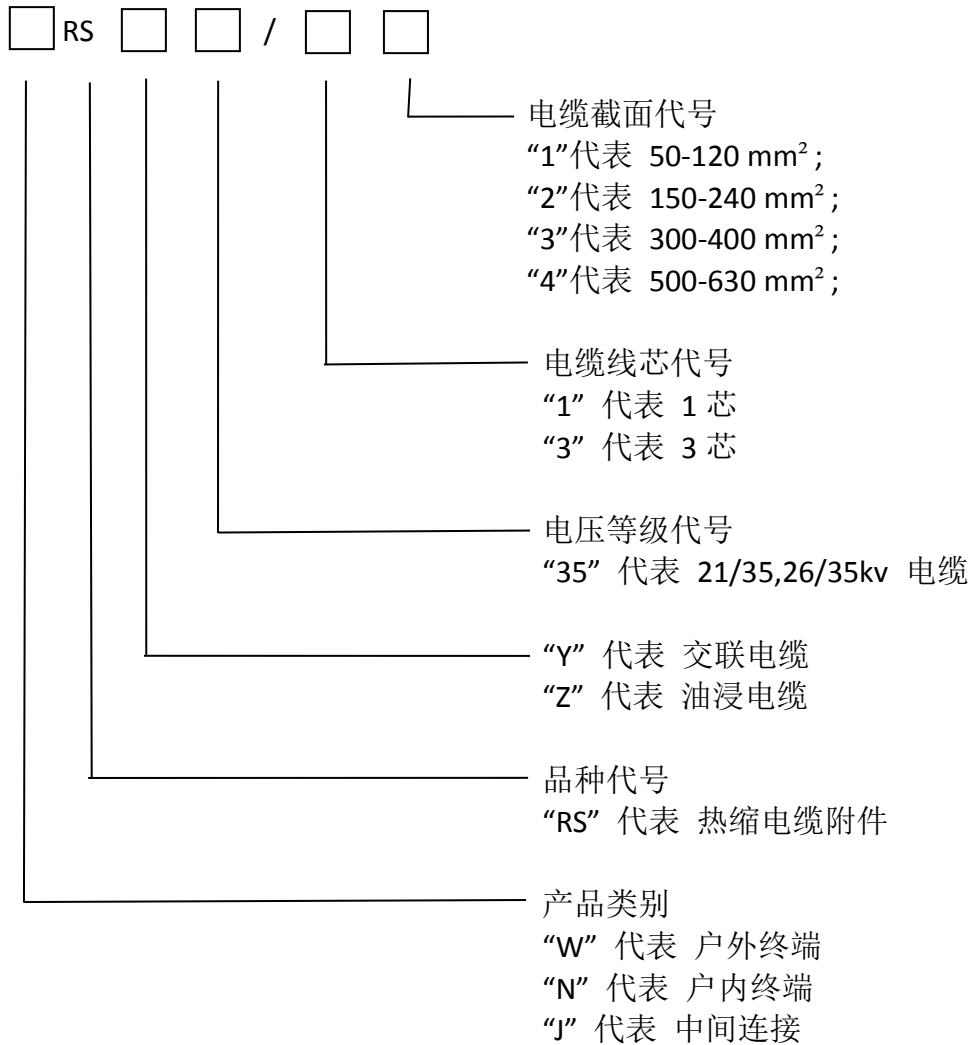 □ RS □ □ / □ □
电缆截面代号
“1”代表 50-120 mm²;
“2”代表 150-240 mm²;
“3”代表 300-400 mm²;
“4”代表 500-630 mm²;
电缆线芯代号
“1” 代表 1 芯
“3” 代表 3 芯
电压等级代号
“35” 代表 21/35,26/35kv 电缆
“Y” 代表 交联电缆
“Z” 代表 油浸电缆
品种代号
“RS” 代表 热缩电缆附件
产品类别
“W” 代表 户外终端
“N” 代表 户内终端
“J” 代表 中间连接